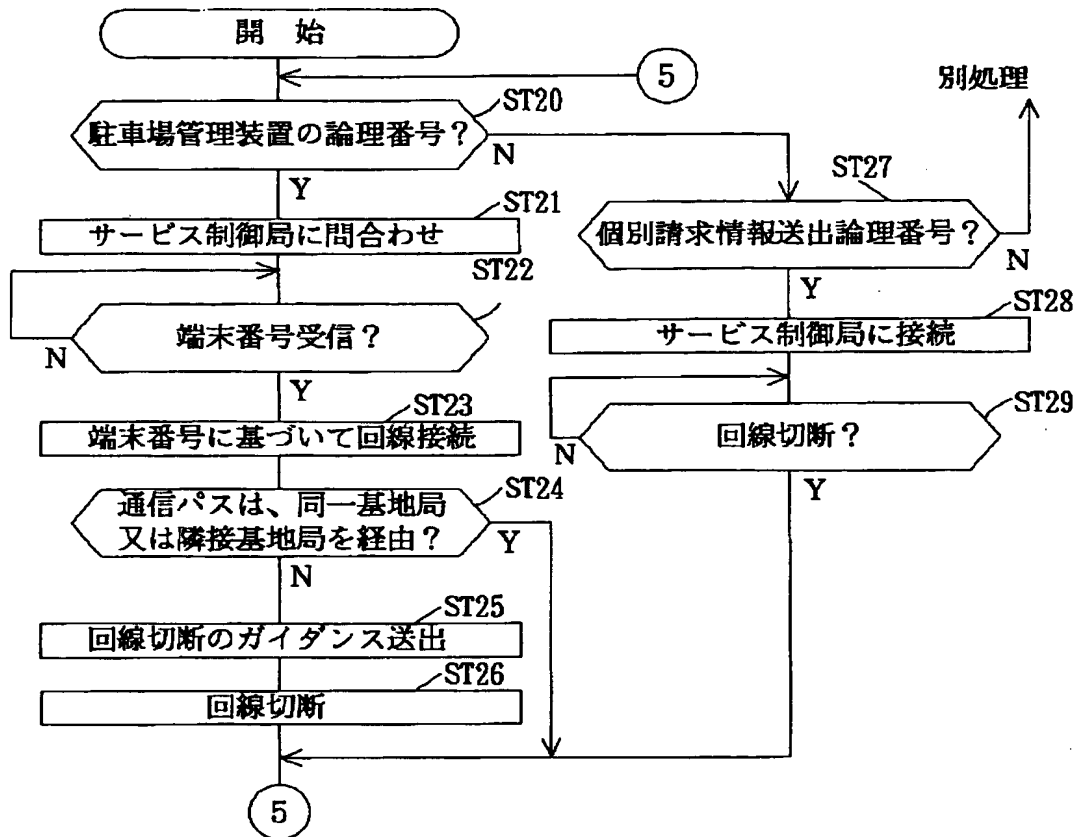 開 始
5
ST20
駐車場管理装置の論理番号?
N
Y
別処理
ST27
個別請求情報送出論理番号?
N
Y
ST21
サービス制御局に問合わせ
ST22
端末番号受信?
N
Y
ST28
サービス制御局に接続
ST29
回線切断?
N
Y
ST23
端末番号に基づいて回線接続
ST24
通信パスは、同一基地局
又は隣接基地局を経由?
Y
N
ST25
回線切断のガイダンス送出
ST26
回線切断
5